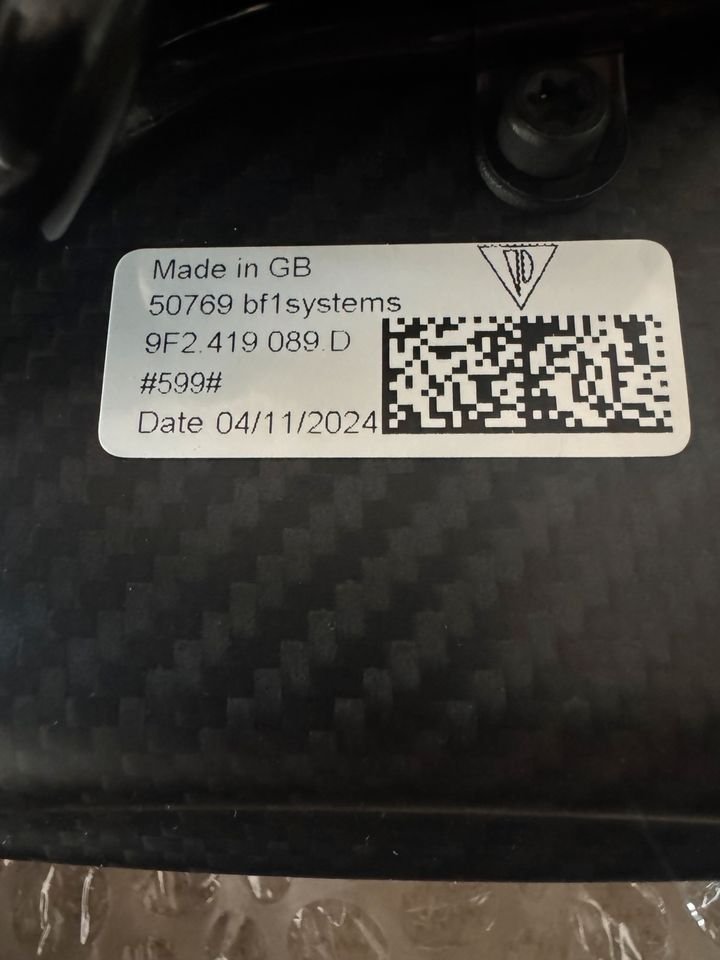 Made in GB
50769 bf1systems
9F2.419 089.D
#599#
Date 04/11/2024